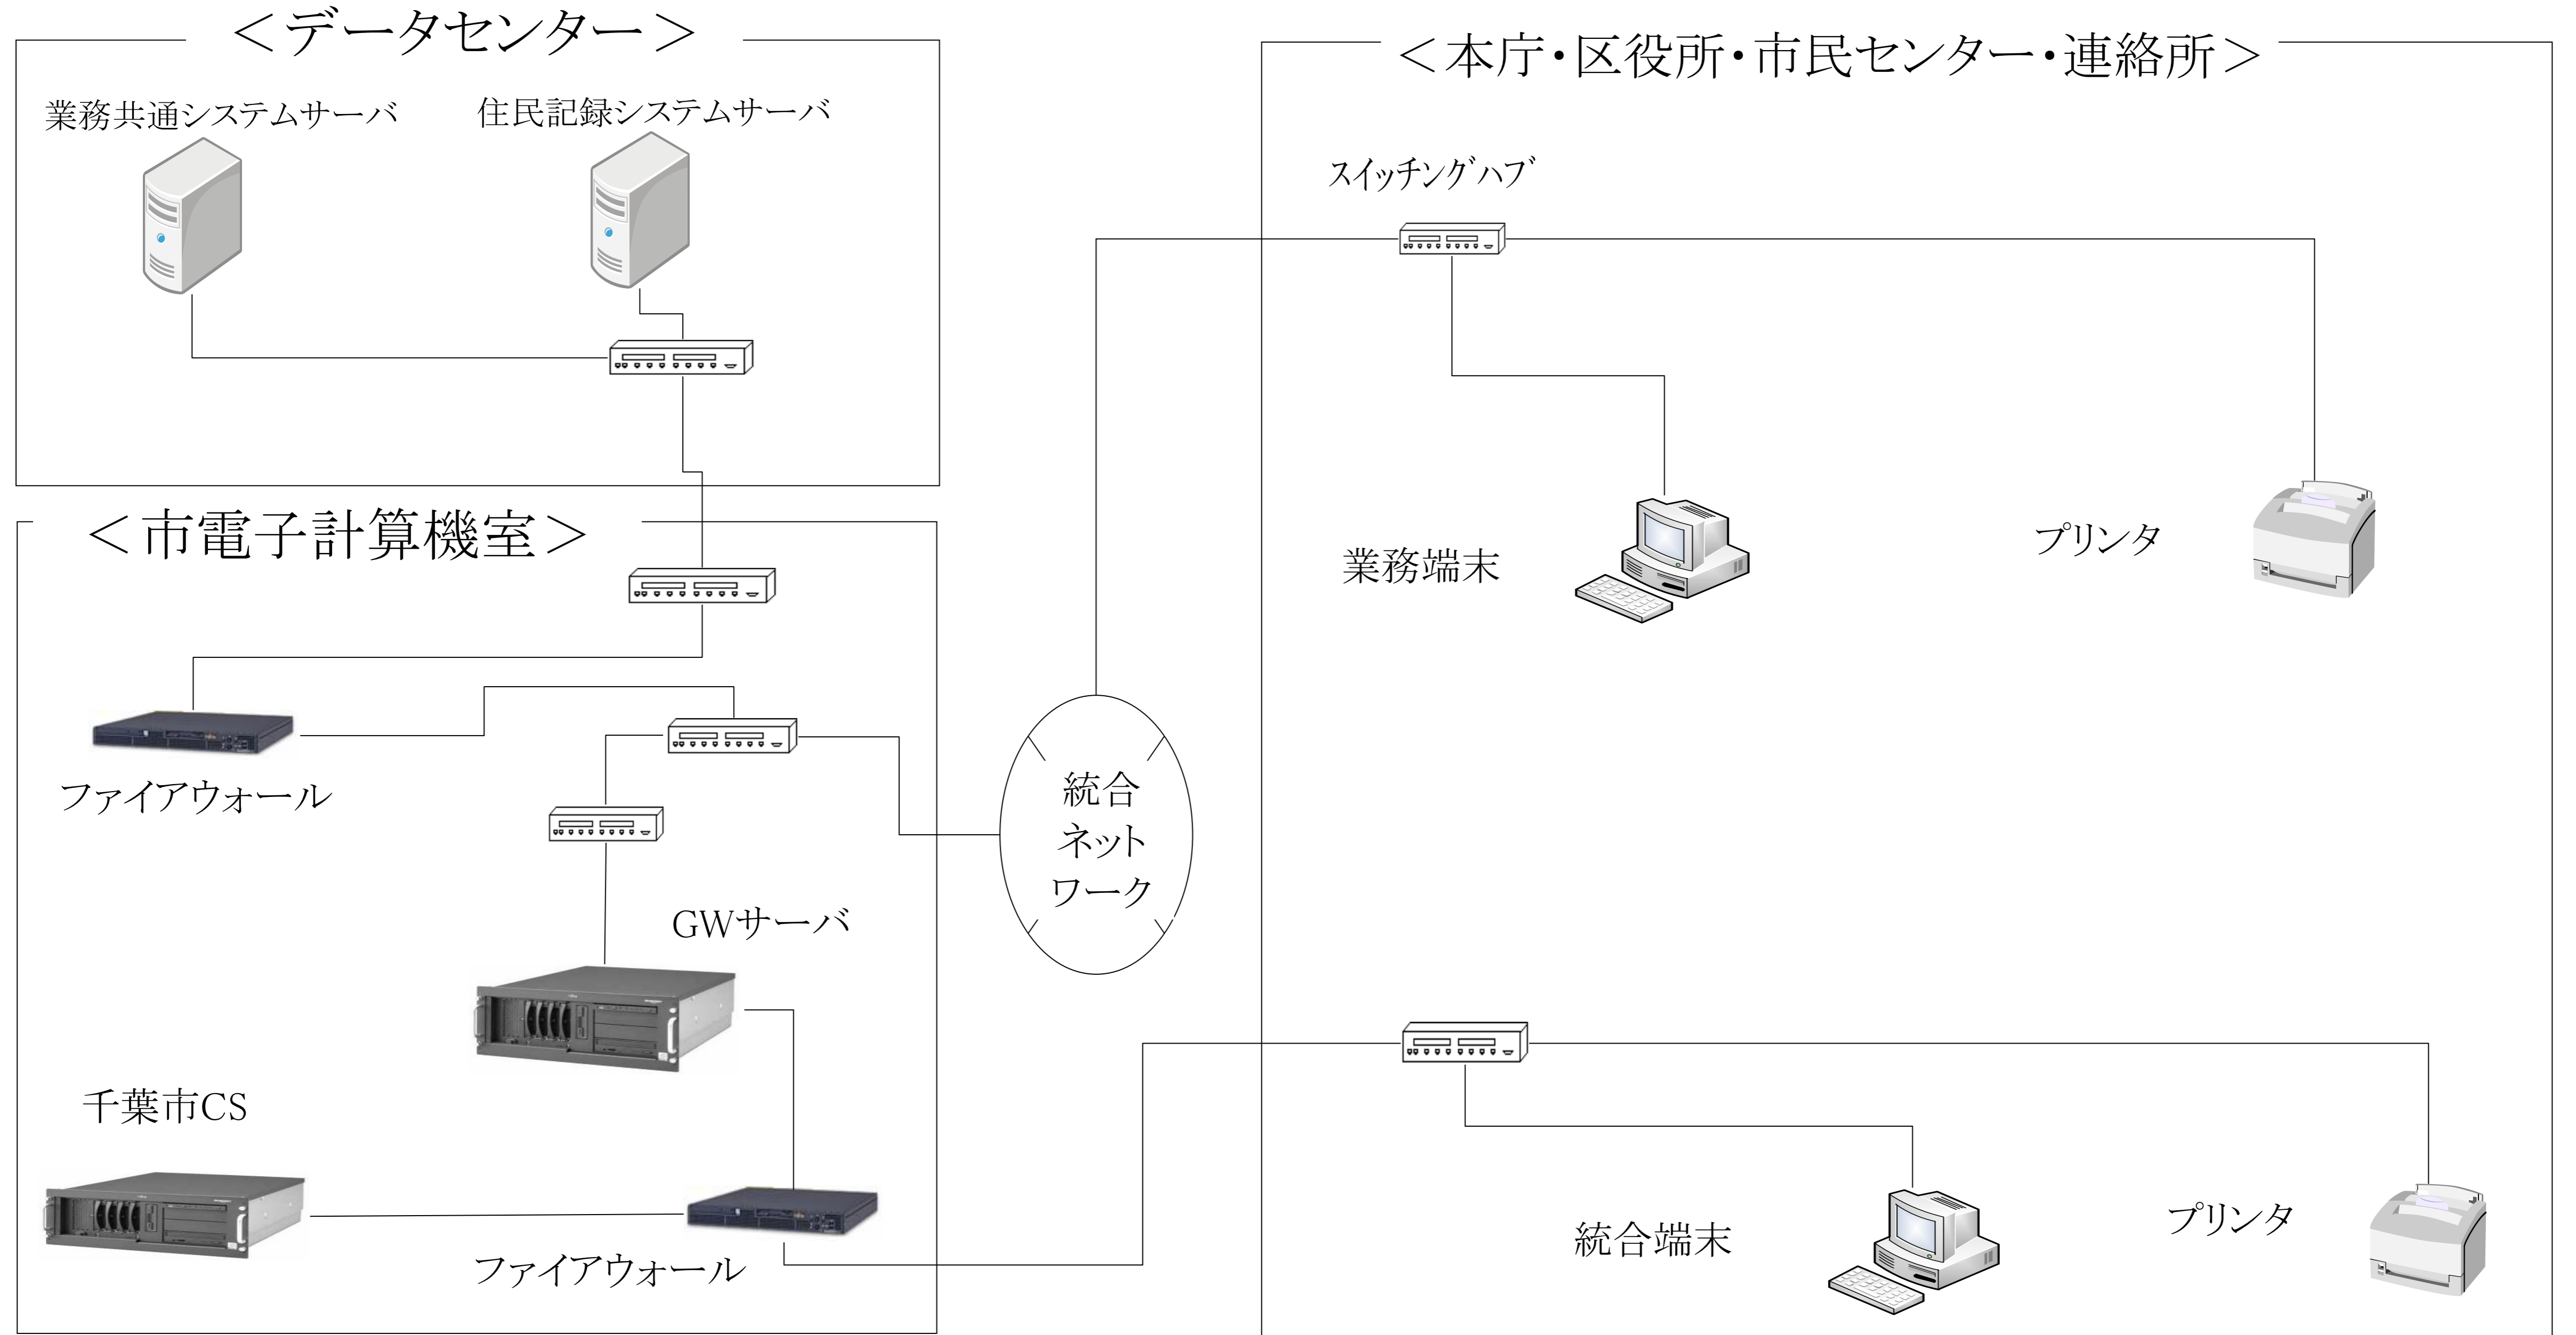 ＜データセンター＞
業務共通システムサーバ
住民記録システムサーバ
＜本庁・区役所・市民センター・連絡所＞
ｽｲｯﾁﾝｸﾞﾊﾌﾞ
業務端末
プリンタ
＜市電子計算機室＞
ファイアウォール
統合
ネット
ワーク
GWサーバ
千葉市CS
ファイアウォール
統合端末
プリンタ